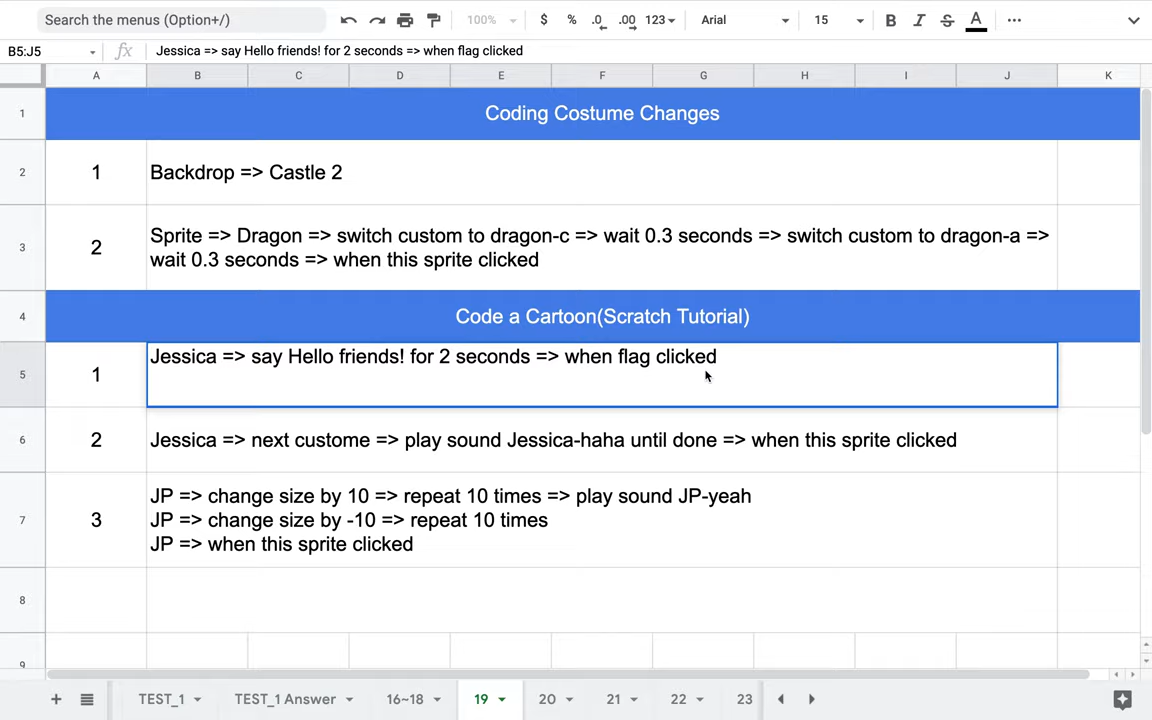 Search the menus (Option+/)
100%
$ % .0 .00 123
Arial
15
B I S A
B5:J5
fx
Jessica => say Hello friends! for 2 seconds => when flag clicked
A B C D E F G H I J K
1
Coding Costume Changes
2
1
Backdrop => Castle 2
3
2
Sprite => Dragon => switch custom to dragon-c => wait 0.3 seconds => switch custom to dragon-a =>
wait 0.3 seconds => when this sprite clicked
4
Code a Cartoon(Scratch Tutorial)
5
1
Jessica => say Hello friends! for 2 seconds => when flag clicked
6
2
Jessica => next custome => play sound Jessica-haha until done => when this sprite clicked
7
3
JP => change size by 10 => repeat 10 times => play sound JP-yeah
JP => change size by -10 => repeat 10 times
JP => when this sprite clicked
8
9
TEST_1 TEST_1 Answer 16~18 19 20 21 22 23